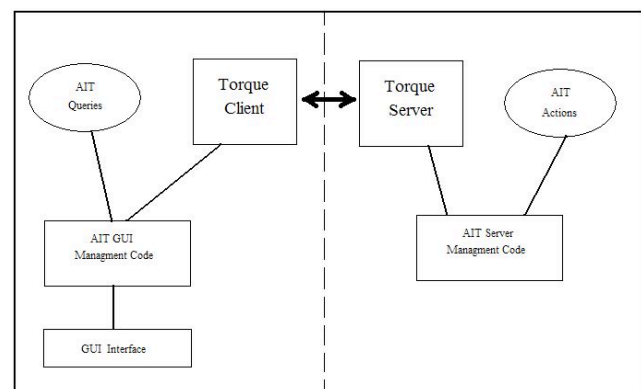 AIT
Queries
Torque
Client
Torque
Server
AIT
Actions
AIT GUI
Managment Code
AIT Server
Managment Code
GUI Interface